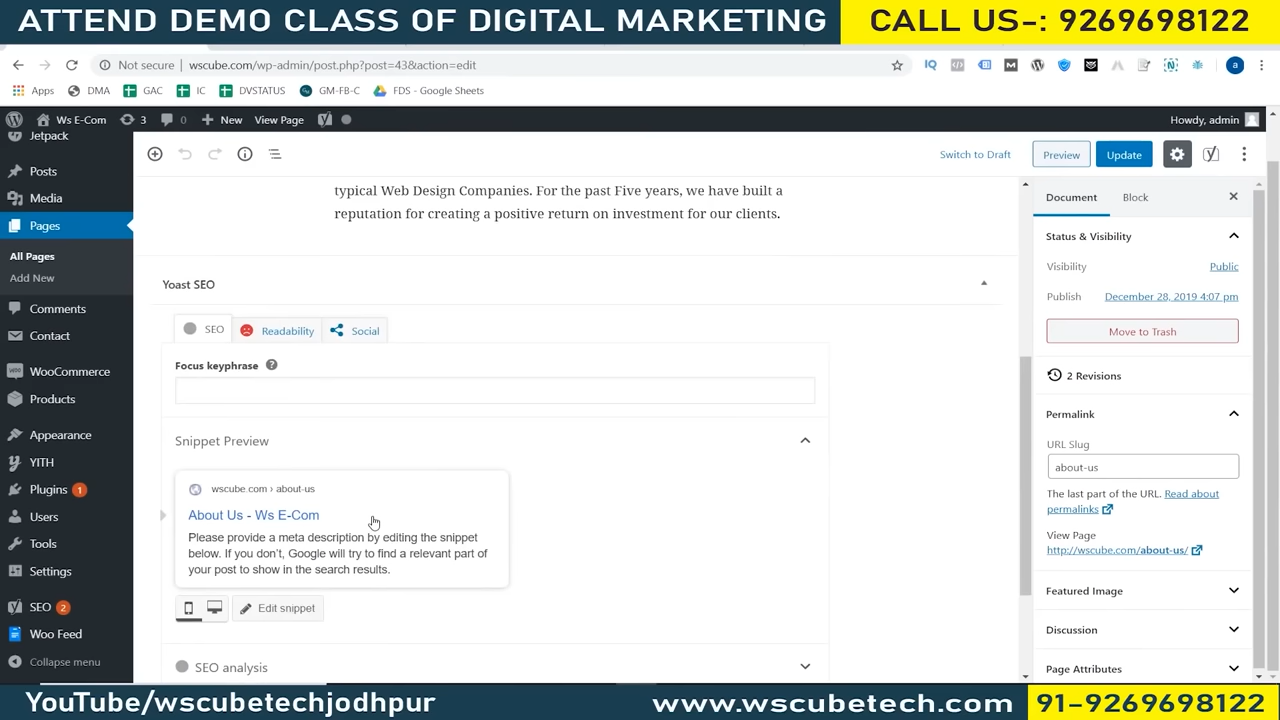 ATTEND DEMO CLASS OF DIGITAL MARKETING
CALL US-: 9269698122
Not secure | wscube.com/wp-admin/post.php?post=43&action=edit
Apps DMA GAC IC DVSTATUS GM-FB-C FDS - Google Sheets
Ws E-Com 3 0 New View Page
Howdy, admin
Jetpack
Posts
Media
Pages
All Pages
Add New
Comments
Contact
WooCommerce
Products
Appearance
YITH
Plugins 1
Users
Tools
Settings
SEO 2
Woo Feed
Collapse menu
Switch to Draft
Preview
Update
typical Web Design Companies. For the past Five years, we have built a
reputation for creating a positive return on investment for our clients.
Yoast SEO
SEO
Readability
Social
Focus keyphrase
Snippet Preview
wscube.com › about-us
About Us - Ws E-Com
Please provide a meta description by editing the snippet
below. If you don't, Google will try to find a relevant part of
your post to show in the search results.
Edit snippet
SEO analysis
Document
Block
Status & Visibility
Visibility Public
Publish December 28, 2019 4:07 pm
Move to Trash
2 Revisions
Permalink
URL Slug
about-us
The last part of the URL. Read about
permalinks
View Page
http://wscube.com/about-us/
Featured Image
Discussion
Page Attributes
YouTube/wscubetechjodhpur
www.wscubetech.com
91-9269698122